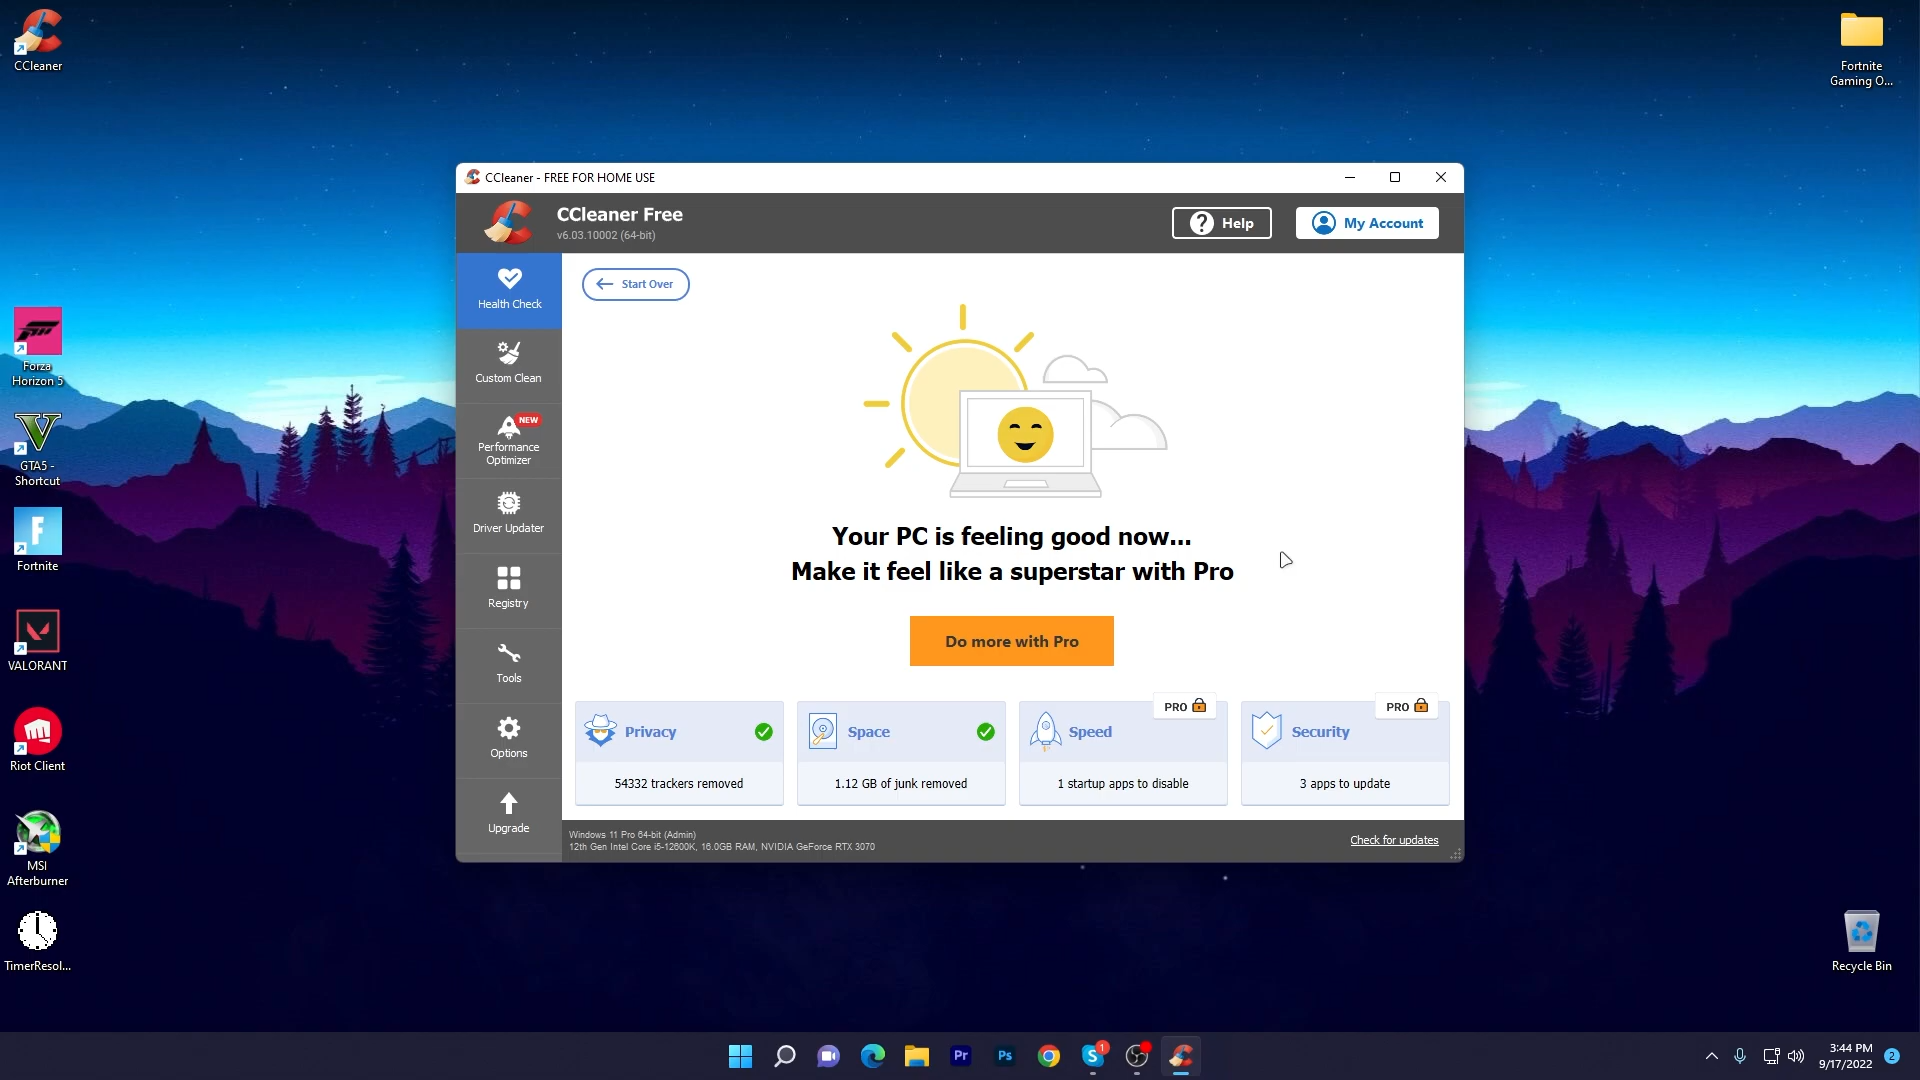 CCleaner
Forza
Horizon 5
GTA5 -
Shortcut
Fortnite
VALORANT
Riot Client
MSI
Afterburner
TimerResol...
Fortnite
Gaming O...
Recycle Bin
CCleaner - FREE FOR HOME USE
CCleaner Free
v6.03.10002 (64-bit)
? Help
My Account
Health Check
Custom Clean
NEW
Performance
Optimizer
Driver Updater
Registry
Tools
Options
Upgrade
Start Over
Your PC is feeling good now...
Make it feel like a superstar with Pro
Do more with Pro
Privacy
54332 trackers removed
Space
1.12 GB of junk removed
PRO
Speed
1 startup apps to disable
PRO
Security
3 apps to update
Windows 11 Pro 64-bit (Admin)
12th Gen Intel Core i5-12600K, 16.0GB RAM, NVIDIA GeForce RTX 3070
Check for updates
Pr
Ps
S
1
3:44 PM
9/17/2022
2